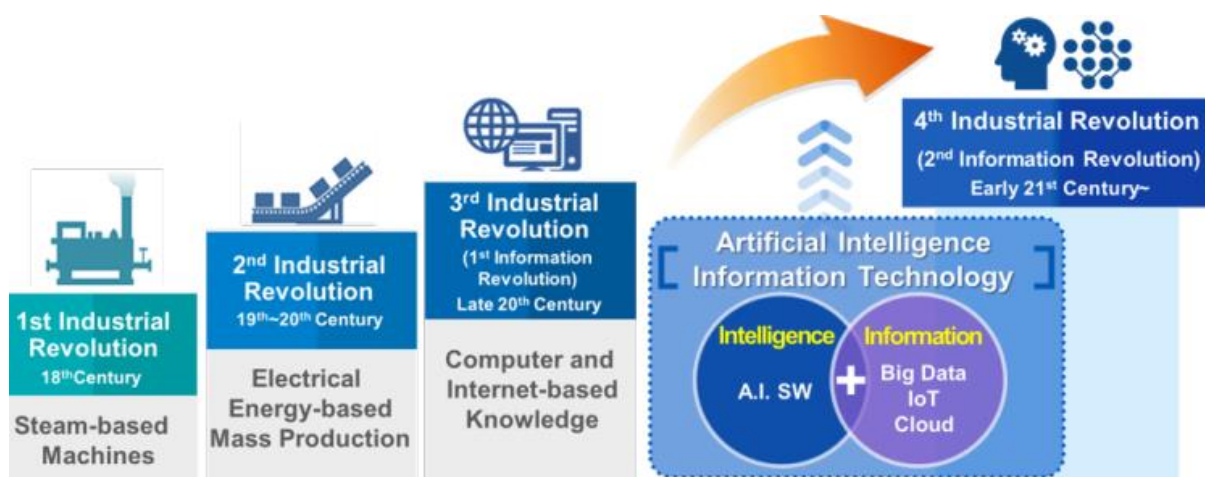 1st Industrial
Revolution
18thCentury
Steam-based
Machines
2nd Industrial
Revolution
19th~20th Century
Electrical
Energy-based
Mass Production
3rd Industrial
Revolution
(1st Information
Revolution)
Late 20th Century
Computer and
Internet-based
Knowledge
Artificial Intelligence
Information Technology
Intelligence
A.I. SW
+
Information
Big Data
IoT
Cloud
4th Industrial Revolution
(2nd Information Revolution)
Early 21st Century~